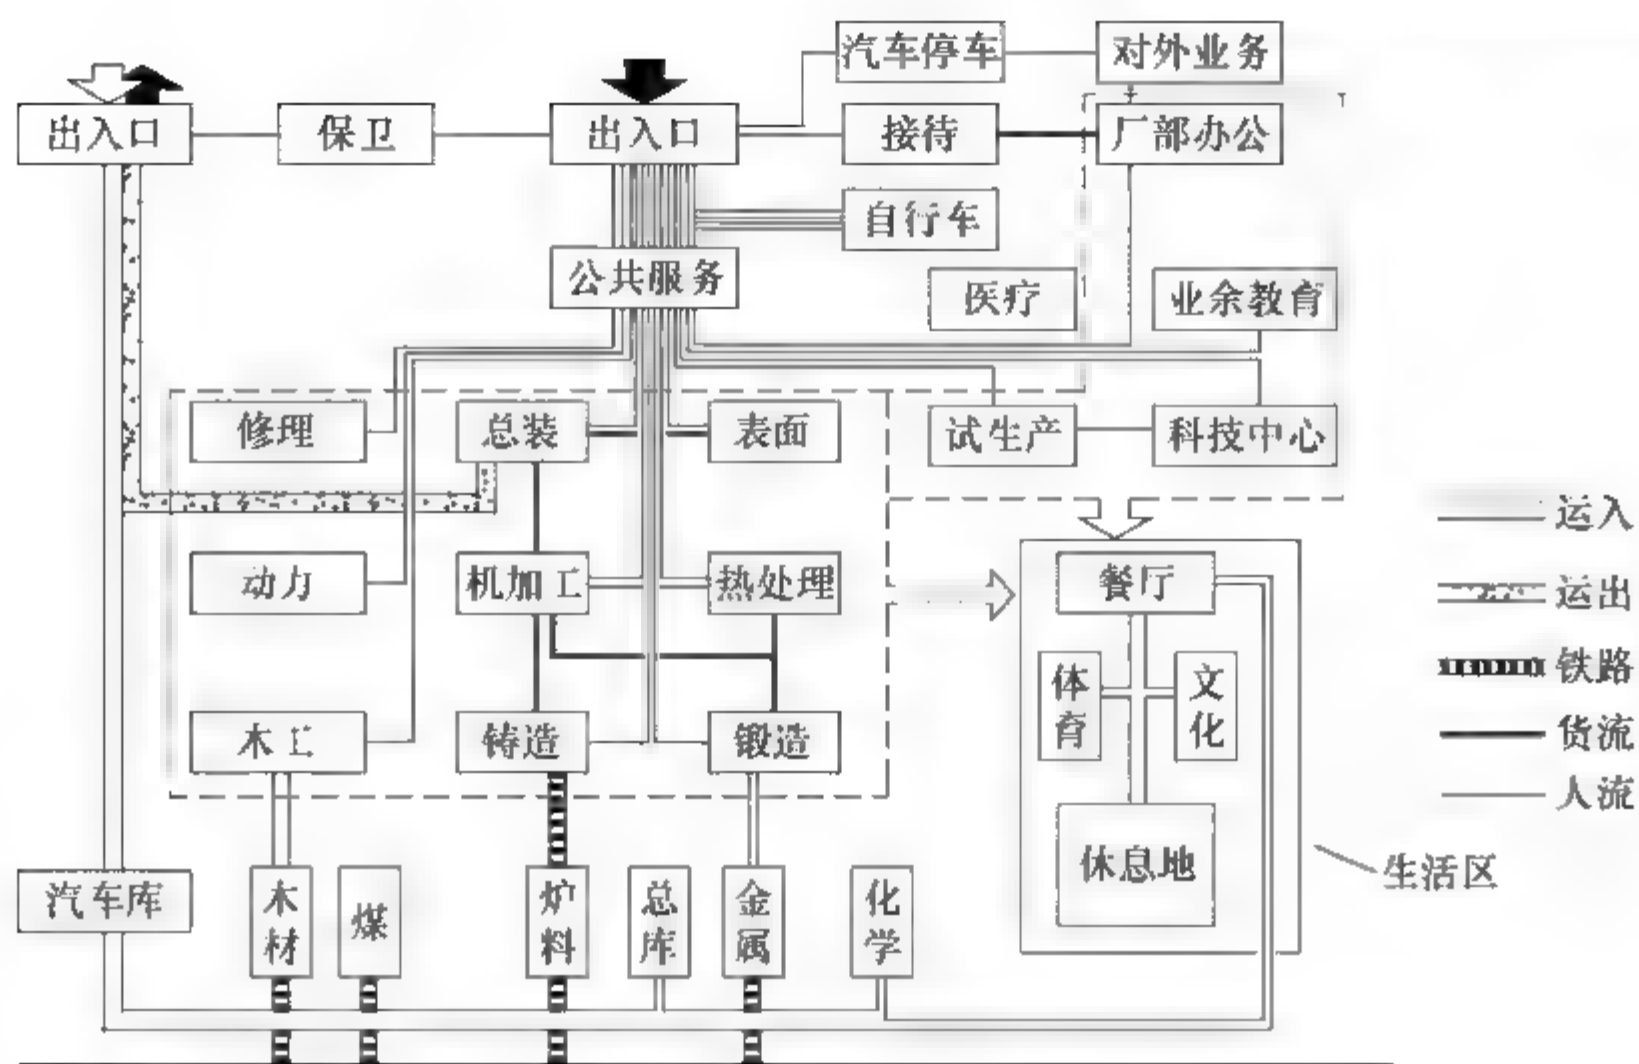 汽车停车
对外业务
出入口
保卫
出入口
接待
厂部办公
自行车
公共服务
医疗
业余教育
修理
总装
表面
试生产
科技中心
运入
动力
机加工
热处理
餐厅
运出
体育
文化
铁路
木工
铸造
锻造
货流
人流
休息地
生活区
汽车库
木材
煤
炉料
总库
金属
化学